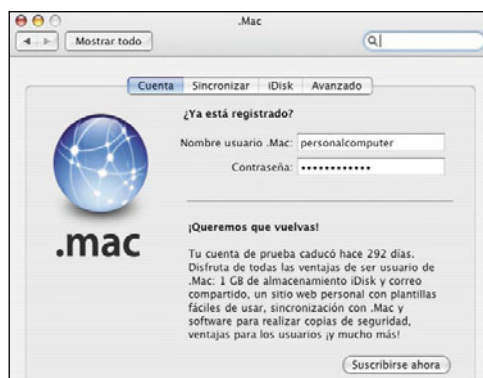 .Mac
Mostrar todo
Cuenta Sincronizar iDisk Avanzado
¿Ya está registrado?
Nombre usuario .Mac: personalcomputer
Contraseña: ••••••••••••
.mac
¡Queremos que vuelvas!
Tu cuenta de prueba caducó hace 292 días.
Disfruta de todas las ventajas de ser usuario de
.Mac: 1 GB de almacenamiento iDisk y correo
compartido, un sitio web personal con plantillas
fáciles de usar, sincronización con .Mac y
software para realizar copias de seguridad,
ventajas para los usuarios ¡y mucho más!
Suscribirse ahora